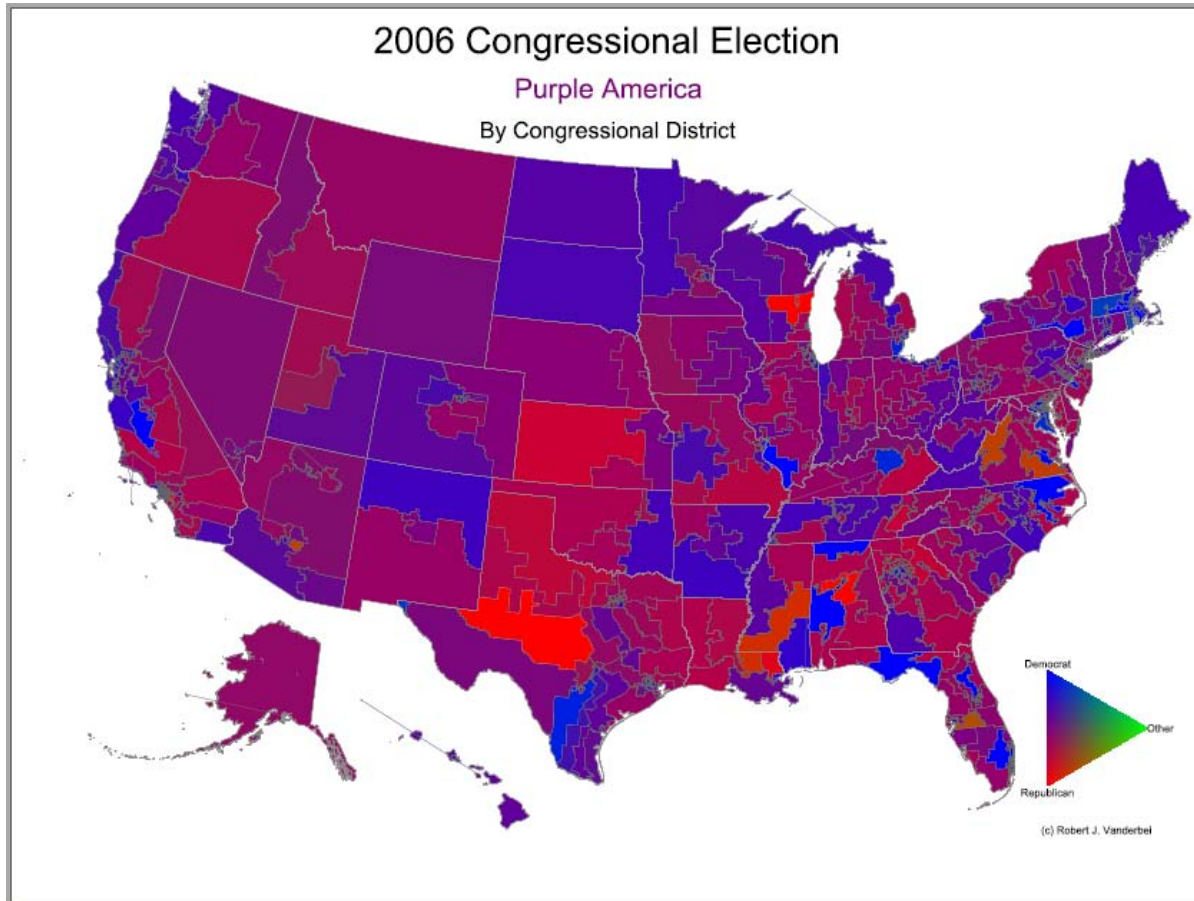 2006 Congressional Election
Purple America
By Congressional District
Democrat
Other
Republican
(c) Robert J. Vanderbei